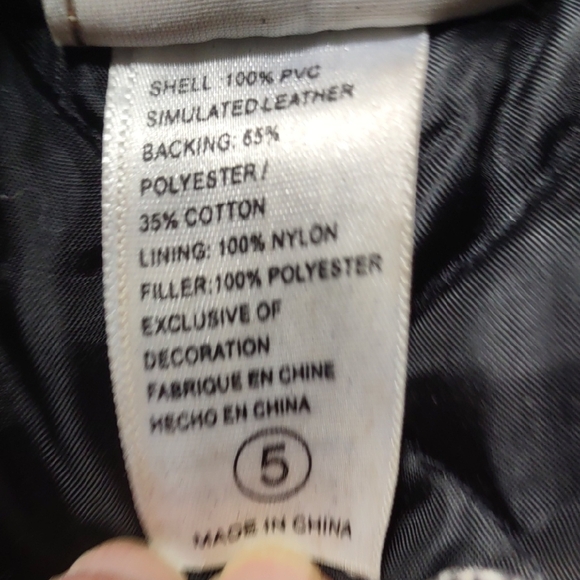 SHELL 100% PVC
SIMULATED LEATHER
BACKING: 65%
POLYESTER/
35% COTTON
LINING: 100% NYLON
FILLER:100% POLYESTER
EXCLUSIVE OF
DECORATION
FABRIQUE EN CHINE
HECHO EN CHINA
5
MADE IN CHINA